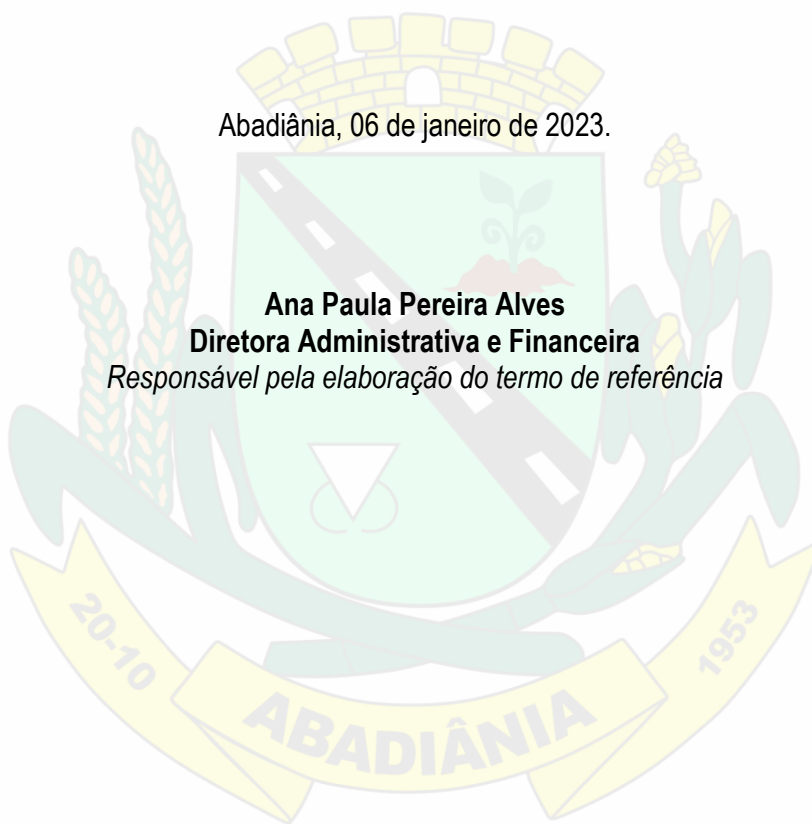 Abadiânia, 06 de janeiro de 2023.
Ana Paula Pereira Alves
Diretora Administrativa e Financeira
Responsável pela elaboração do termo de referência
20-10
1953
ABADIÂNIA